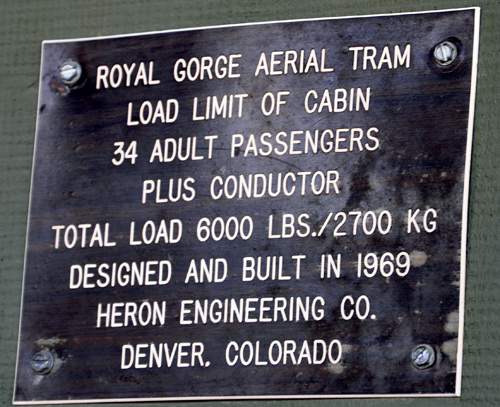 ROYAL GORGE AERIAL TRAM
LOAD LIMIT OF CABIN
34 ADULT PASSENGERS
PLUS CONDUCTOR
TOTAL LOAD 6000 LBS./2700 KG
DESIGNED AND BUILT IN 1969
HERON ENGINEERING CO.
DENVER, COLORADO